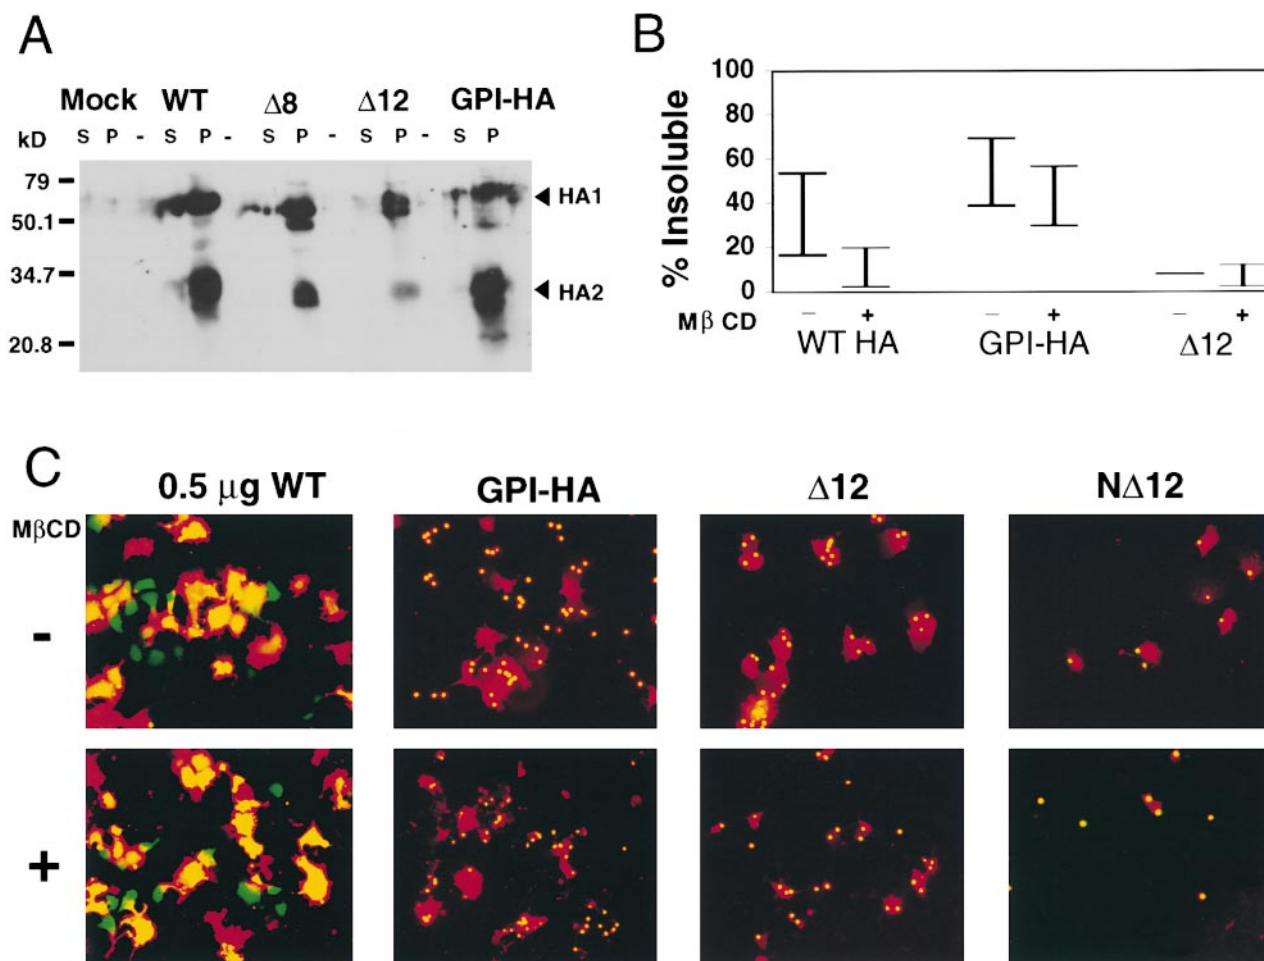 A
Mock WT Δ8 Δ12 GPI-HA
kD S P - S P - S P - S P - S P
79
50.1
34.7
20.8
HA1
HA2
B
% Insoluble
100
80
60
40
20
0
MβCD − + − + − +
WT HA GPI-HA Δ12
C
0.5 μg WT GPI-HA Δ12 NΔ12
MβCD
-
+